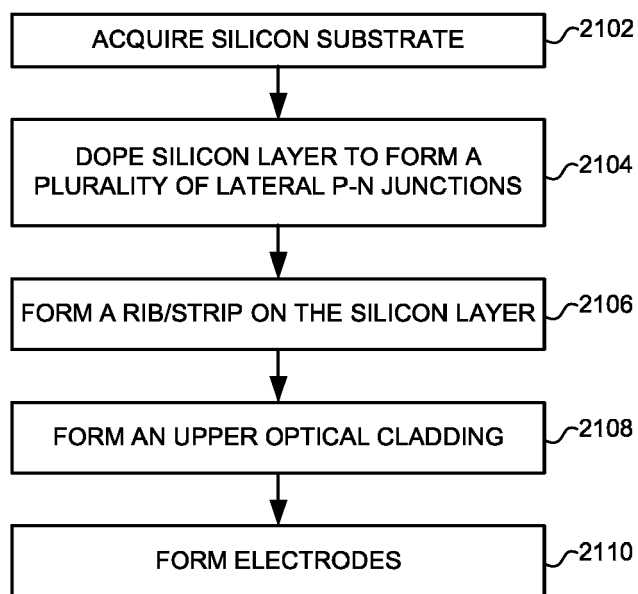 ACQUIRE SILICON SUBSTRATE
2102
DOPE SILICON LAYER TO FORM A
PLURALITY OF LATERAL P-N JUNCTIONS
2104
FORM A RIB/STRIP ON THE SILICON LAYER
2106
FORM AN UPPER OPTICAL CLADDING
2108
FORM ELECTRODES
2110